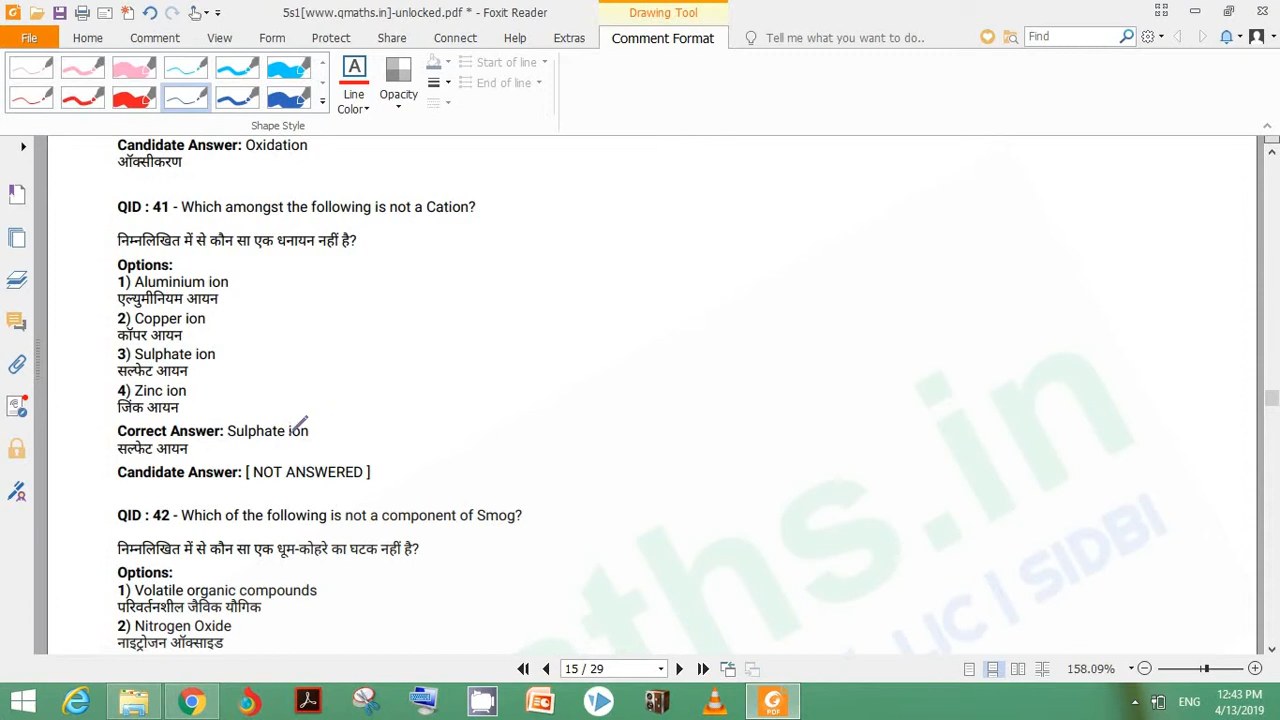 5s1[www.qmaths.in]-unlocked.pdf * - Foxit Reader
Drawing Tool
File
Home
Comment
View
Form
Protect
Share
Connect
Help
Extras
Comment Format
Tell me what you want to do..
Find
A
Line
Color
Opacity
Start of line
End of line
Shape Style
Candidate Answer: Oxidation
ऑक्सीकरण
QID : 41 - Which amongst the following is not a Cation?
निम्नलिखित में से कौन सा एक धनायन नहीं है?
Options:
1) Aluminium ion
एल्युमीनियम आयन
2) Copper ion
कॉपर आयन
3) Sulphate ion
सल्फेट आयन
4) Zinc ion
जिंक आयन
Correct Answer: Sulphate ion
सल्फेट आयन
Candidate Answer: [ NOT ANSWERED ]
QID : 42 - Which of the following is not a component of Smog?
निम्नलिखित में से कौन सा एक धूम-कोहरे का घटक नहीं है?
Options:
1) Volatile organic compounds
परिवर्तनशील जैविक यौगिक
2) Nitrogen Oxide
नाइट्रोजन ऑक्साइड
ths.in
LIC | SIDBI
15 / 29
158.09%
ENG
12:43 PM
4/13/2019